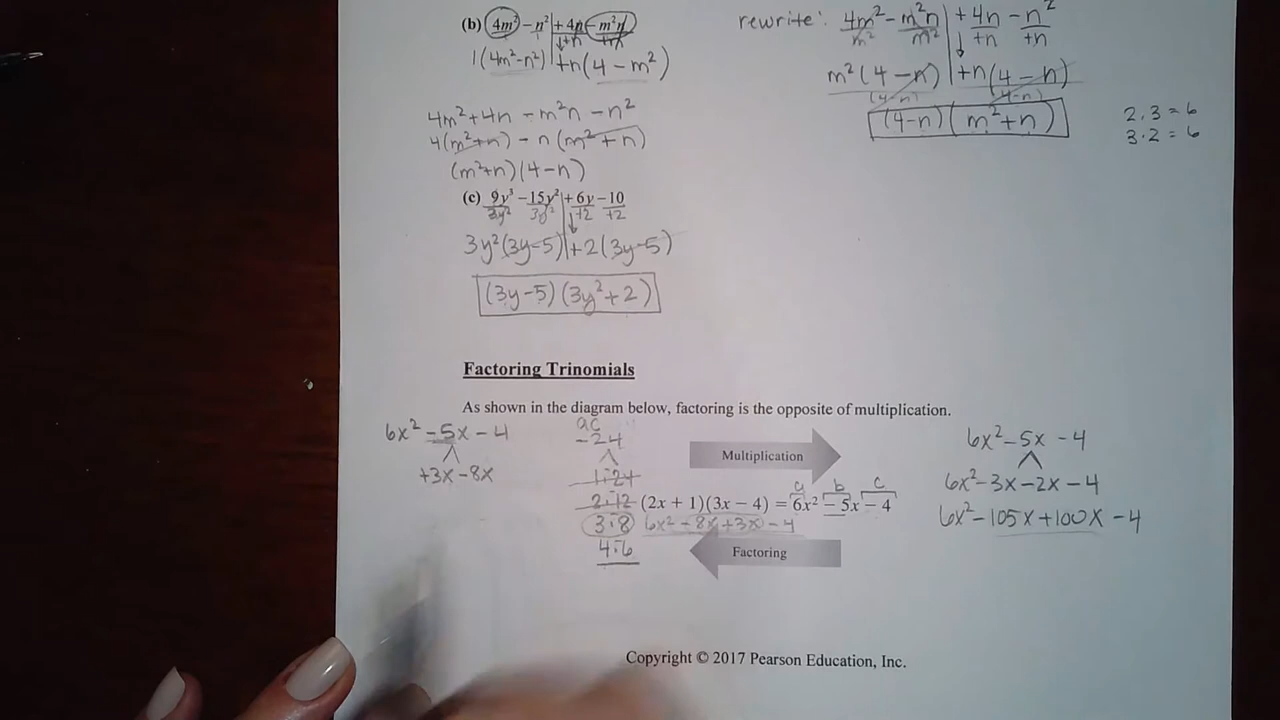 (b) 4m² - n² + 4n - m²n
+n +n
1(4m² - n²) + n(4 - m²)
4m² + 4n - m²n - n²
4(m² + n) - n(m² + n)
(m² + n)(4 - n)
rewrite: 4m² - m²n + 4n - n²
m² m² +n +n
m²(4 - n) + n(4 - n)
(4-n) (4-n)
(4-n)(m² + n)
2.3 = 6
3.2 = 6
(c) 9y³ - 15y² + 6y - 10
3y² 3y² +2 +2
3y²(3y-5) + 2(3y-5)
(3y-5)(3y²+2)
Factoring Trinomials
As shown in the diagram below, factoring is the opposite of multiplication.
6x² - 5x - 4
+3x - 8x
ac
-24
1·24
2·12
3·8
4·6
Multiplication
a b c
(2x + 1)(3x − 4) = 6x² − 5x − 4
6x² - 8x + 3x - 4
Factoring
6x² - 5x - 4
6x² - 3x - 2x - 4
6x² - 105x + 100x - 4
Copyright © 2017 Pearson Education, Inc.